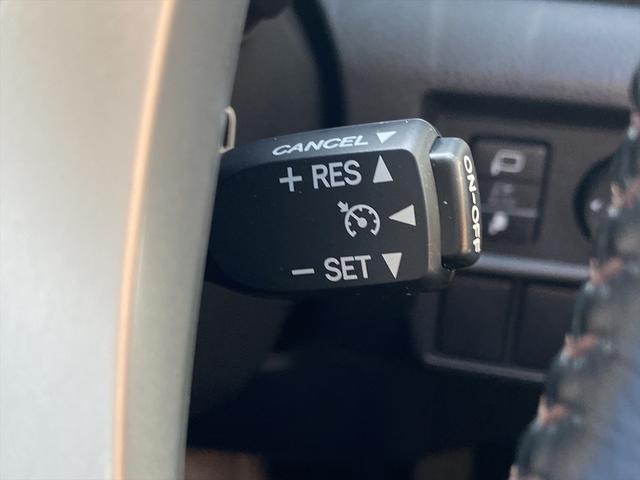 CANCEL
+ RES
- SET
ON-OFF